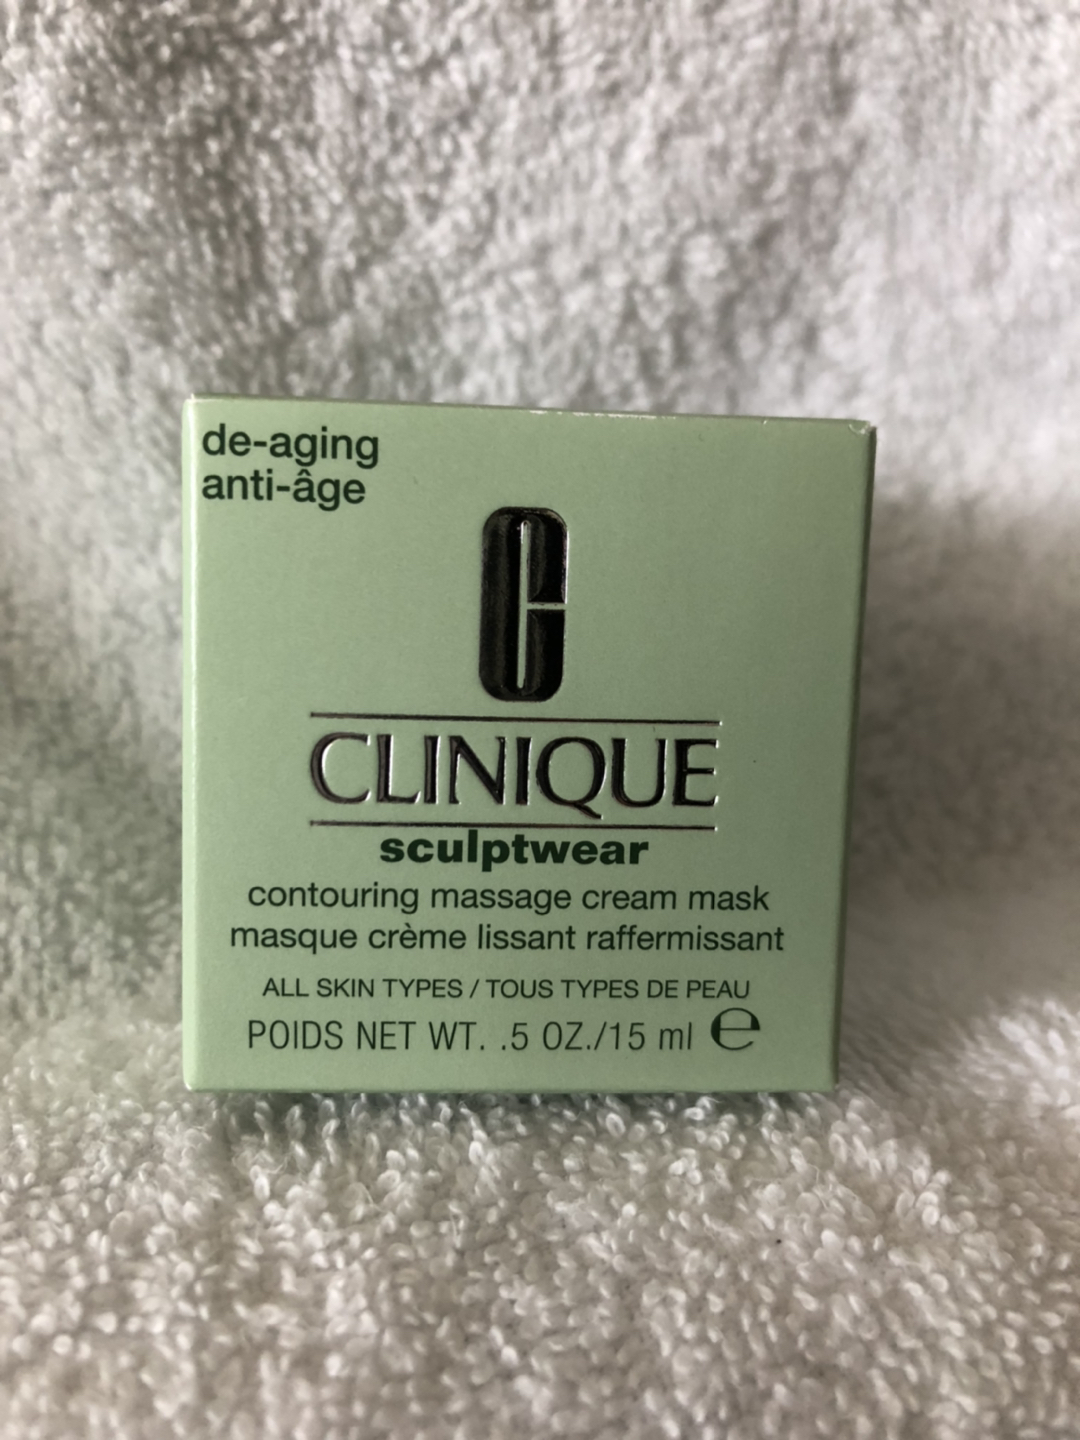 de-aging
anti-âge
C
CLINIQUE
sculptwear
contouring massage cream mask
masque crème lissant raffermissant
ALL SKIN TYPES / TOUS TYPES DE PEAU
POIDS NET WT. .5 OZ./15 ml ℮